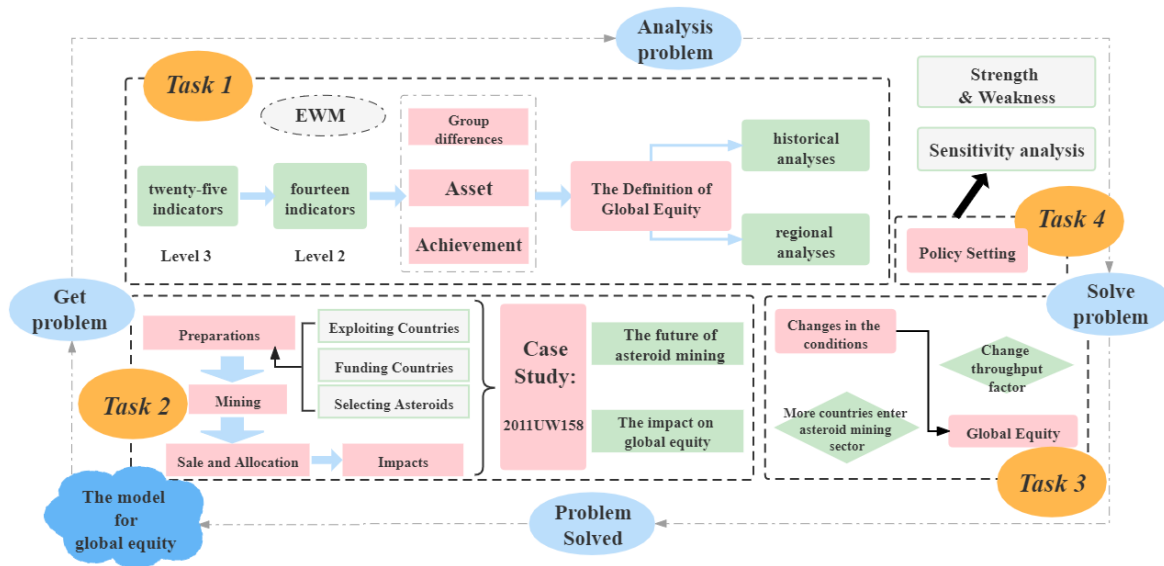 Analysis
problem
Task 1
EWM
Group
differences
twenty-five
indicators
fourteen
indicators
Asset
Achievement
Level 3
Level 2
The Definition of
Global Equity
historical
analyses
regional
analyses
Strength
& Weakness
Sensitivity analysis
Task 4
Policy Setting
Get
problem
Solve
problem
Task 2
Preparations
Mining
Sale and Allocation
Impacts
Exploiting Countries
Funding Countries
Selecting Asteroids
Case
Study:
2011UW158
The future of
asteroid mining
The impact on
global equity
Changes in the
conditions
Change
throughput
factor
More countries enter
asteroid mining
sector
Global Equity
Task 3
The model
for
global equity
Problem
Solved